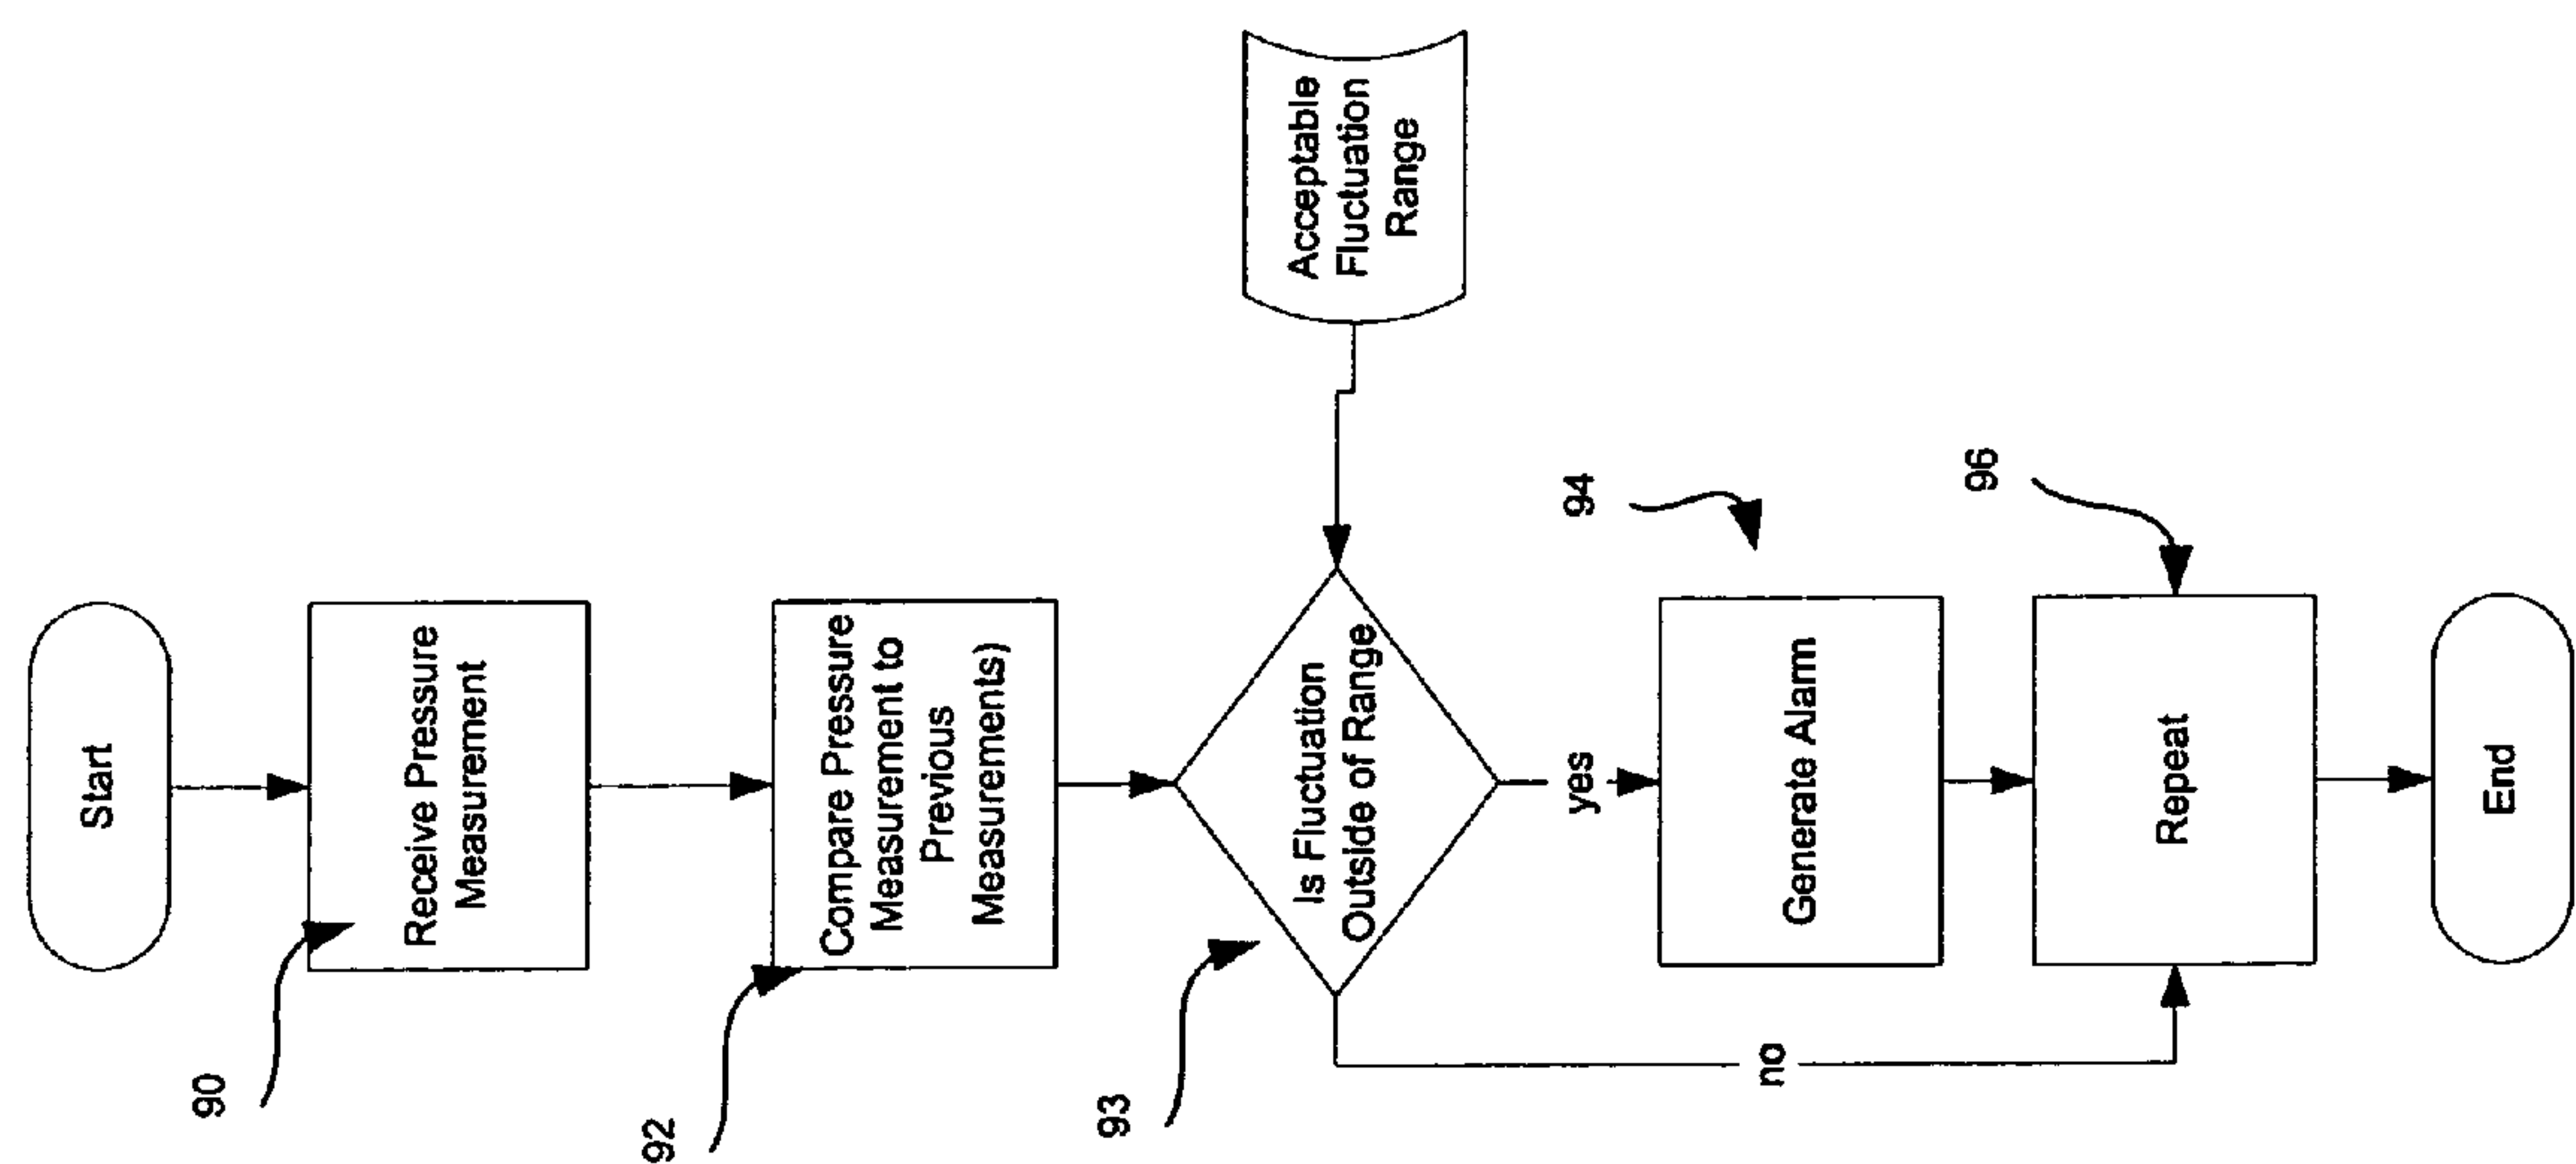 Start
90
Receive Pressure
Measurement
92
Compare Pressure
Measurement to
Previous
Measurements)
93
Is Fluctuation
Outside of Range
Acceptable
Fluctuation
Range
yes
no
94
Generate Alarm
96
Repeat
End